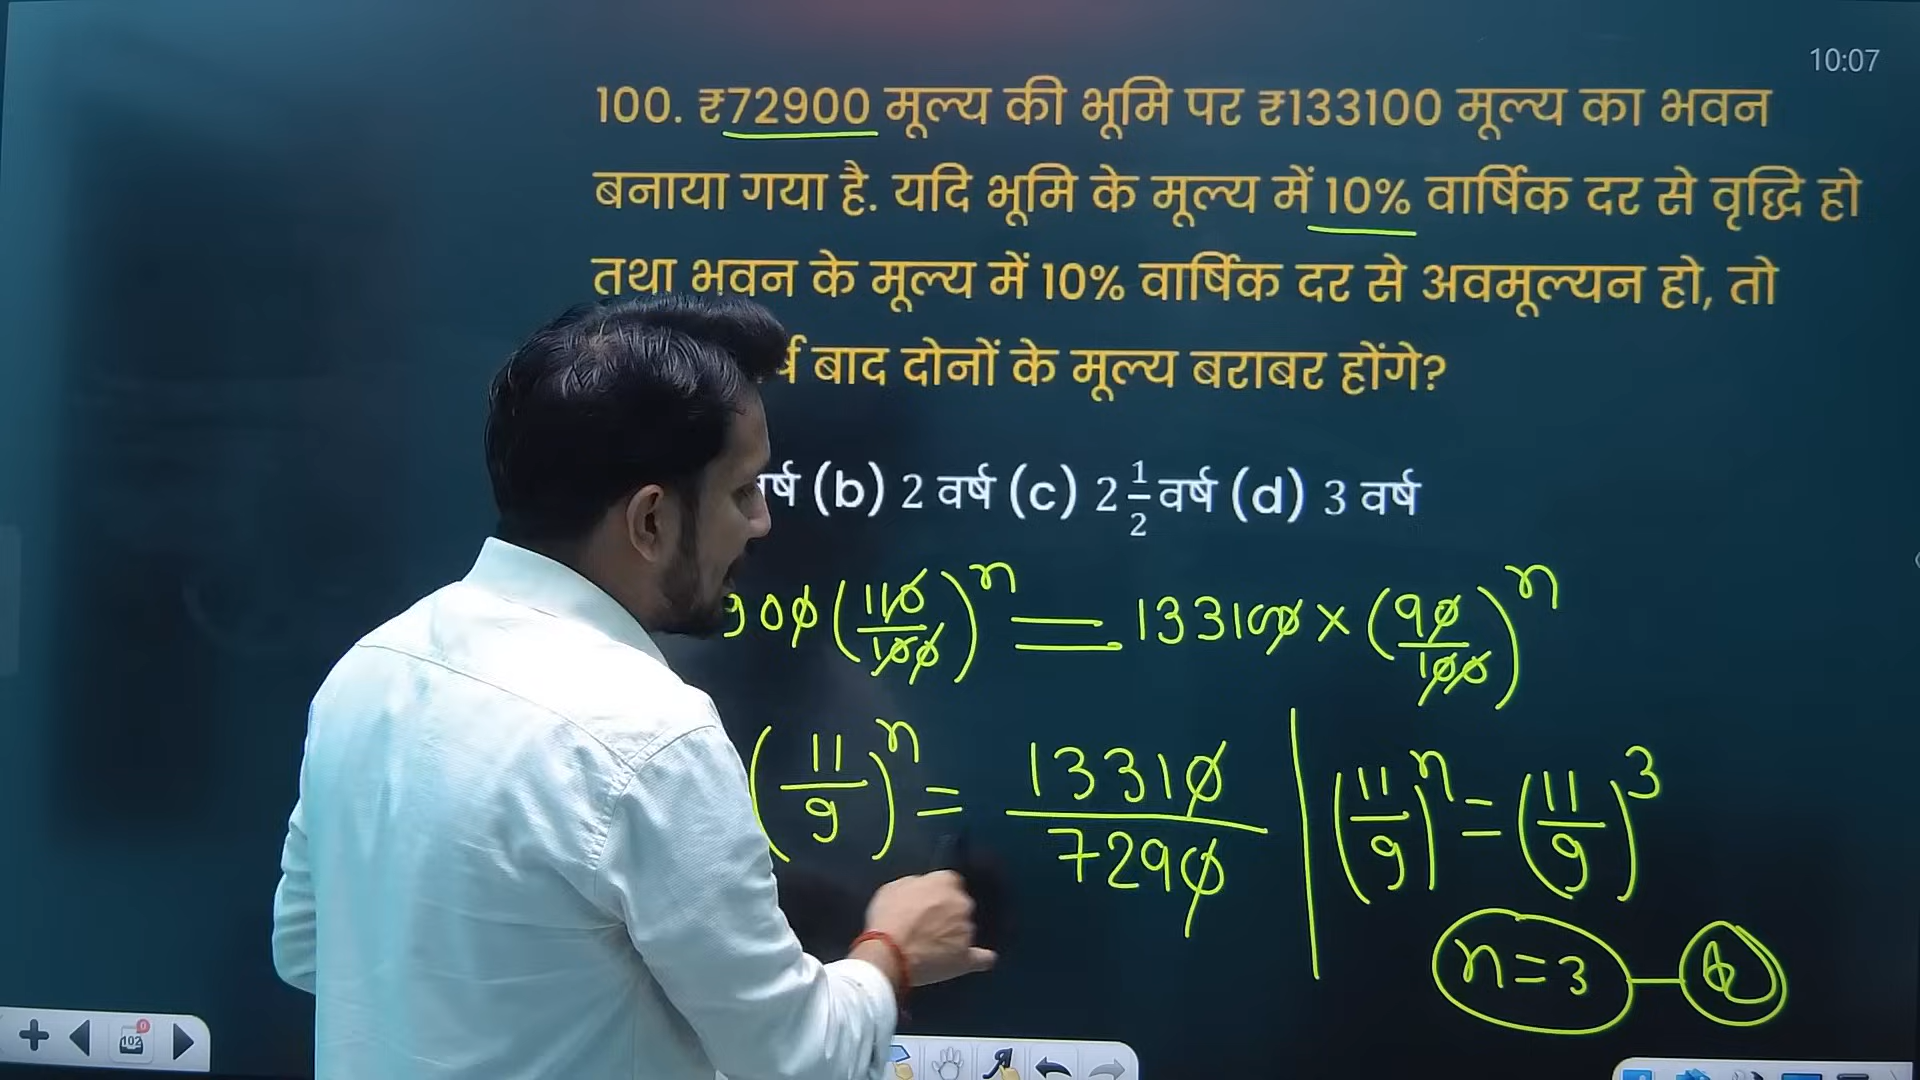 10:07
100. ₹72900 मूल्य की भूमि पर ₹133100 मूल्य का भवन
बनाया गया है. यदि भूमि के मूल्य में 10% वार्षिक दर से वृद्धि हो
तथा भवन के मूल्य में 10% वार्षिक दर से अवमूल्यन हो, तो
बाद दोनों के मूल्य बराबर होंगे?
(b) 2 वर्ष (c) 2 1/2 वर्ष (d) 3 वर्ष
900 (110/100)^n = 133100 × (90/100)^n
(11/9)^n = 13310/7290 | (11/9)^n = (11/9)^3
n = 3
102